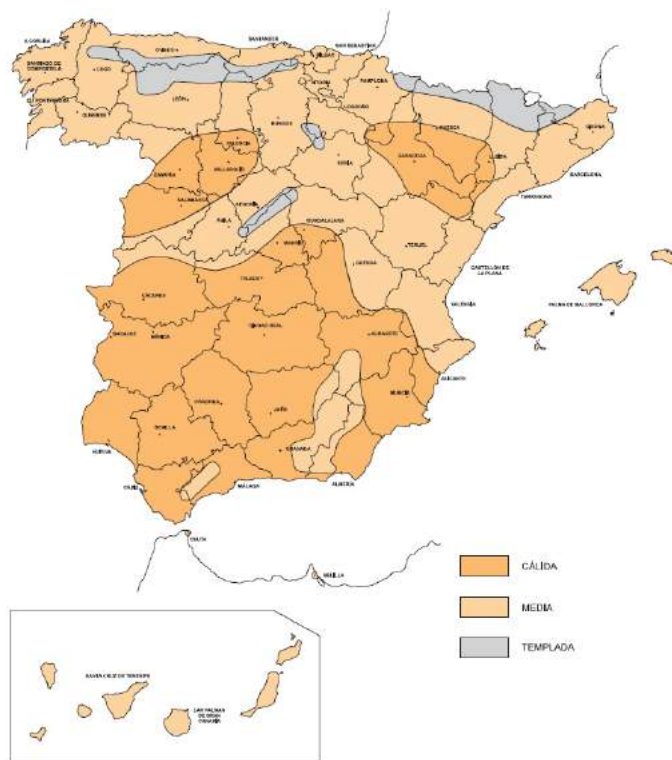 SANTANDER
SAN SEBASTIÁN
A CORUÑA
OVIEDO
BILBAO
SANTIAGO DE
COMPOSTELA
LUGO
VITORIA
PAMPLONA
LEÓN
LOGROÑO
BURGOS
HUESCA
GIRONA
OURENSE
PALENCIA
SORIA
ZARAGOZA
LLEIDA
BARCELONA
ZAMORA
VALLADOLID
TARRAGONA
SALAMANCA
SEGOVIA
ÁVILA
GUADALAJARA
MADRID
TERUEL
CUENCA
CASTELLÓN DE
LA PLANA
TOLEDO
PALMA DE MALLORCA
CÁCERES
VALENCIA
BADAJOZ
MÉRIDA
CIUDAD REAL
ALBACETE
ALICANTE
CÓRDOBA
JAÉN
MURCIA
SEVILLA
HUELVA
GRANADA
CÁDIZ
MÁLAGA
ALMERÍA
CEUTA
MELILLA
CÁLIDA
MEDIA
TEMPLADA
SANTA CRUZ DE TENERIFE
LAS PALMAS
DE GRAN
CANARIA